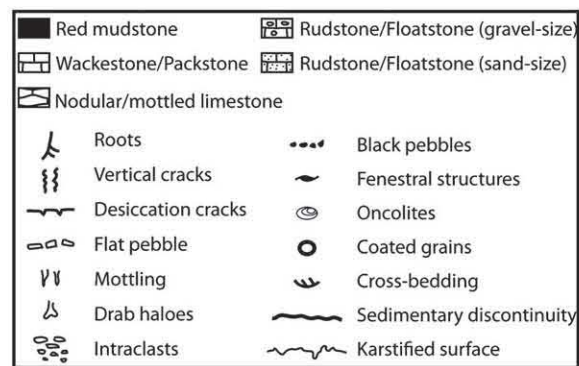 Red mudstone
Rudstone/Floatstone (gravel-size)
Wackestone/Packstone
Rudstone/Floatstone (sand-size)
Nodular/mottled limestone
Roots
Black pebbles
Vertical cracks
Fenestral structures
Desiccation cracks
Oncolites
Flat pebble
Coated grains
Mottling
Cross-bedding
Drab haloes
Sedimentary discontinuity
Intraclasts
Karstified surface